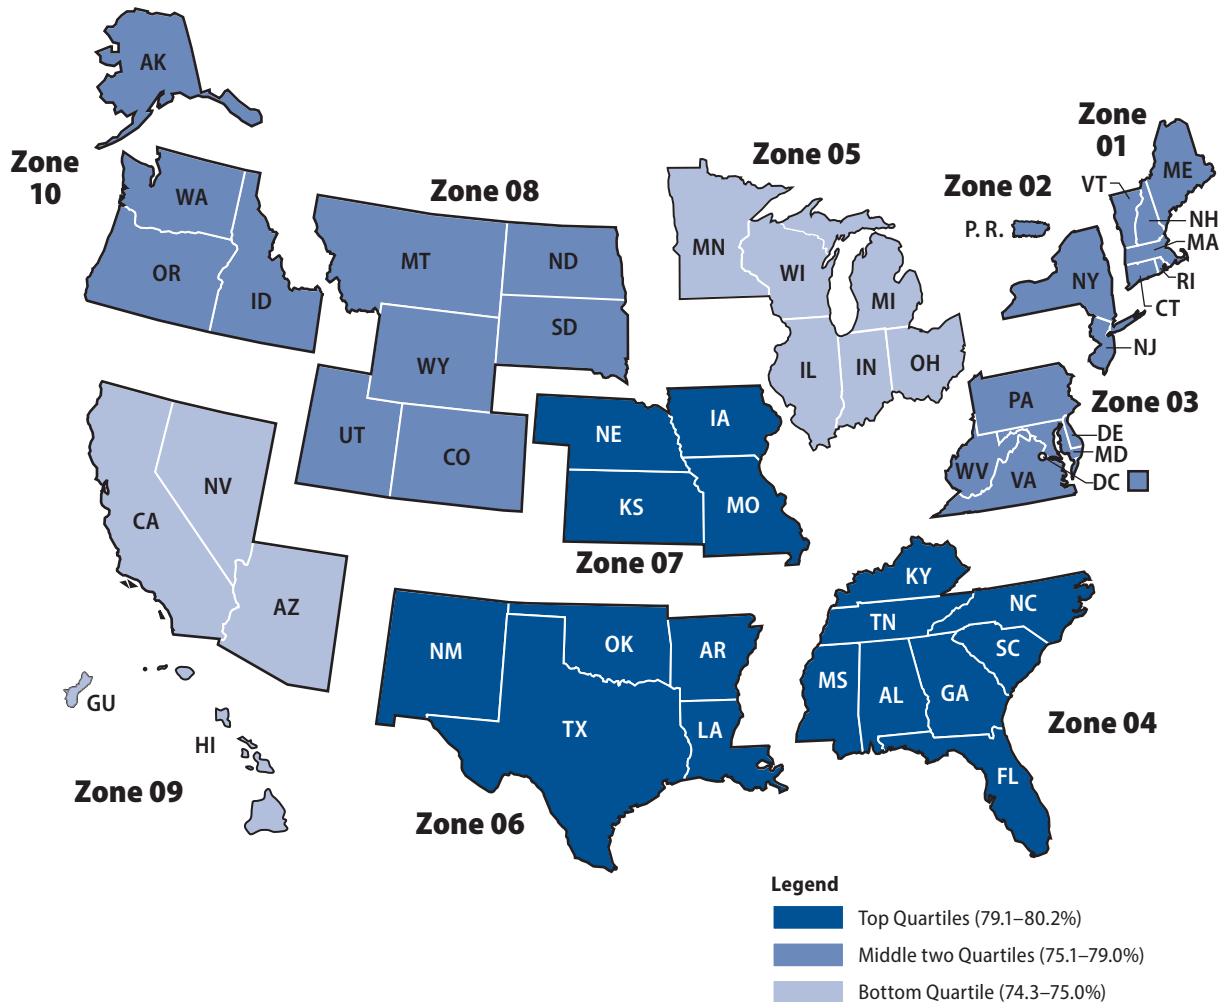 AK
Zone
10
WA
OR
ID
Zone 08
MT
ND
SD
WY
UT
CO
Zone 05
MN
WI
MI
IL
IN
OH
Zone
01
ME
VT
NH
MA
RI
CT
Zone 02
P. R.
NY
NJ
Zone 03
PA
DE
MD
DC
WV
VA
NE
IA
KS
MO
Zone 07
CA
NV
AZ
GU
HI
Zone 09
NM
OK
AR
TX
LA
Zone 06
KY
TN
NC
SC
MS
AL
GA
FL
Zone 04
Legend
Top Quartiles (79.1–80.2%)
Middle two Quartiles (75.1–79.0%)
Bottom Quartile (74.3–75.0%)